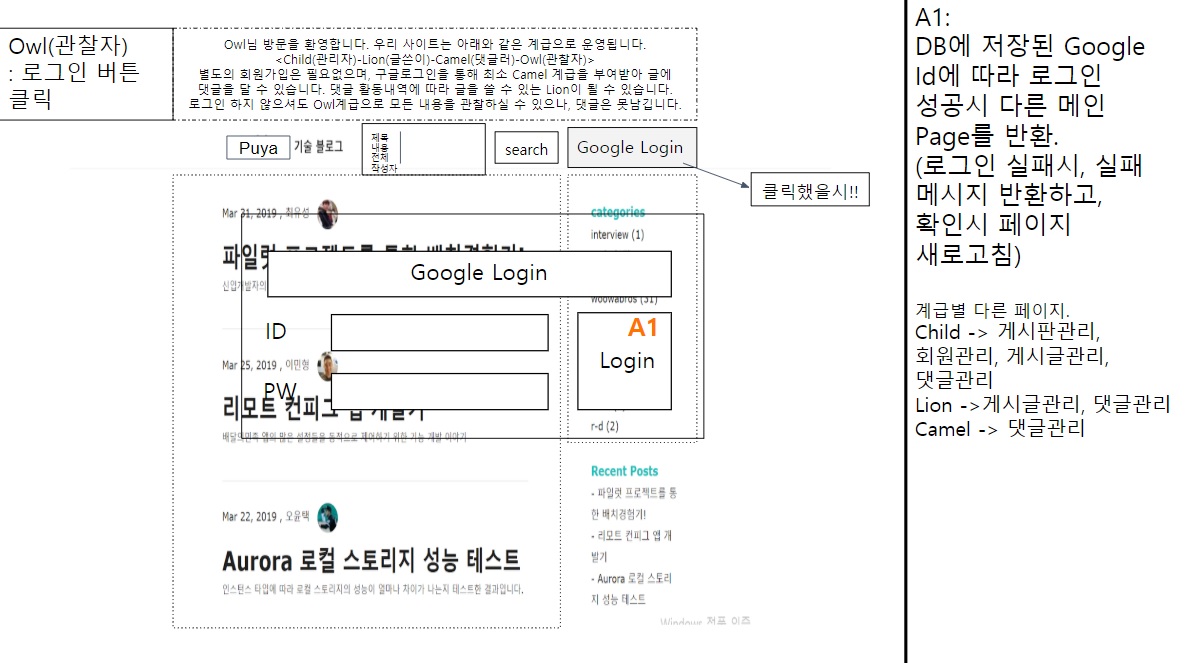 Owl(관찰자)
: 로그인 버튼
클릭
Owl님 방문을 환영합니다. 우리 사이트는 아래와 같은 계급으로 운영됩니다.
<Child(관리자)-Lion(글쓴이)-Camel(댓글러)-Owl(관찰자)>
별도의 회원가입은 필요없으며, 구글로그인을 통해 최소 Camel 계급을 부여받아 글에
댓글을 달 수 있습니다. 댓글 활동내역에 따라 글을 쓸 수 있는 Lion이 될 수 있습니다.
로그인 하지 않으셔도 Owl계급으로 모든 내용을 관찰하실 수 있으나, 댓글은 못남깁니다.
Puya 기술 블로그
제목
내용
전체
작성자
search
Google Login
클릭했을시!!
Mar 31, 2019 , 최유성
파일럿 프로젝트를 통한 배치경험기!
신입개발자의
Google Login
ID
PW
A1
Login
Mar 25, 2019 , 이민형
리모트 컨피그 앱 개발기
배달의민족 앱의 많은 설정들을 동적으로 제어하기 위한 기능 개발 이야기
Mar 22, 2019 , 오윤택
Aurora 로컬 스토리지 성능 테스트
인스턴스 타입에 따라 로컬 스토리지의 성능이 얼마나 차이가 나는지 테스트한 결과입니다.
categories
interview (1)
woowabros (31)
r-d (2)
Recent Posts
- 파일럿 프로젝트를 통
한 배치경험기!
- 리모트 컨피그 앱 개
발기
- Aurora 로컬 스토리
지 성능 테스트
Windows 정품 인증
A1:
DB에 저장된 Google
Id에 따라 로그인
성공시 다른 메인
Page를 반환.
(로그인 실패시, 실패
메시지 반환하고,
확인시 페이지
새로고침)
계급별 다른 페이지.
Child -> 게시판관리,
회원관리, 게시글관리,
댓글관리
Lion ->게시글관리, 댓글관리
Camel -> 댓글관리